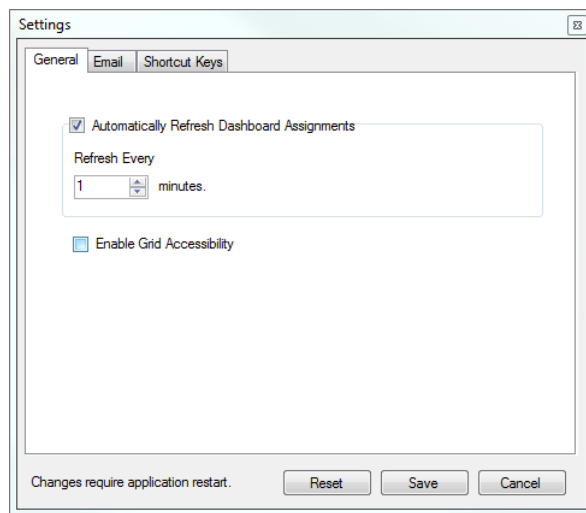 Settings
General Email Shortcut Keys
Automatically Refresh Dashboard Assignments
Refresh Every
1 minutes.
Enable Grid Accessibility
Changes require application restart. Reset Save Cancel